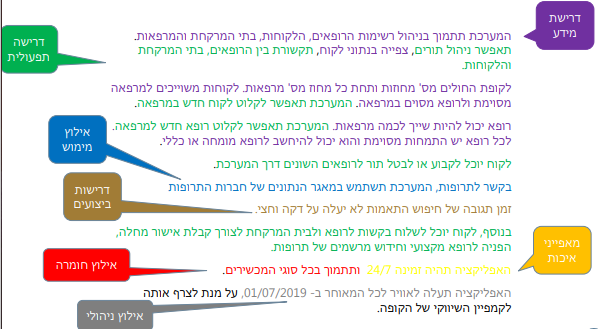 דרישת
מידע
המערכת תתמוך בניהול רשימות הרופאים, הלקוחות, בתי המרקחת והמרפאות.
תאפשר ניהול תורים, צפייה בנתוני לקוח, תקשורת בין הרופאים, בתי המרקחת
והלקוחות.
דרישה
תפעולית
לקופת החולים מס' מחוזות ותחת כל מחוז מס' מרפאות. לקוחות משוייכים למרפאה
מסוימת ולרופא מסוים במרפאה. המערכת תאפשר לקלוט לקוח חדש במרפאה.
רופא יכול להיות שייך לכמה מרפאות. המערכת תאפשר לקלוט רופא חדש למרפאה.
לכל רופא יש התמחות מסוימת והוא יכול להיחשב לרופא מומחה או כללי.
אילוץ
מימוש
לקוח יוכל לקבוע או לבטל תור לרופאים השונים דרך המערכת.
בקשר לתרופות, המערכת תשתמש במאגר הנתונים של חברות התרופות
דרישות
ביצועים
זמן תגובה של חיפוש התאמות לא יעלה על דקה וחצי.
בנוסף, לקוח יוכל לשלוח בקשות לרופא ולבית המרקחת לצורך קבלת אישור מחלה,
הפניה לרופא מקצועי וחידוש מרשמים של תרופות.
מאפייני
איכות
האפליקציה תהיה זמינה 24/7 ותתמוך בכל סוגי המכשירים.
אילוץ חומרה
האפליקציה תעלה לאוויר לכל המאוחר ב- 01/07/2019, על מנת לצרף אותה
לקמפיין השיווקי של הקופה.
אילוץ ניהולי